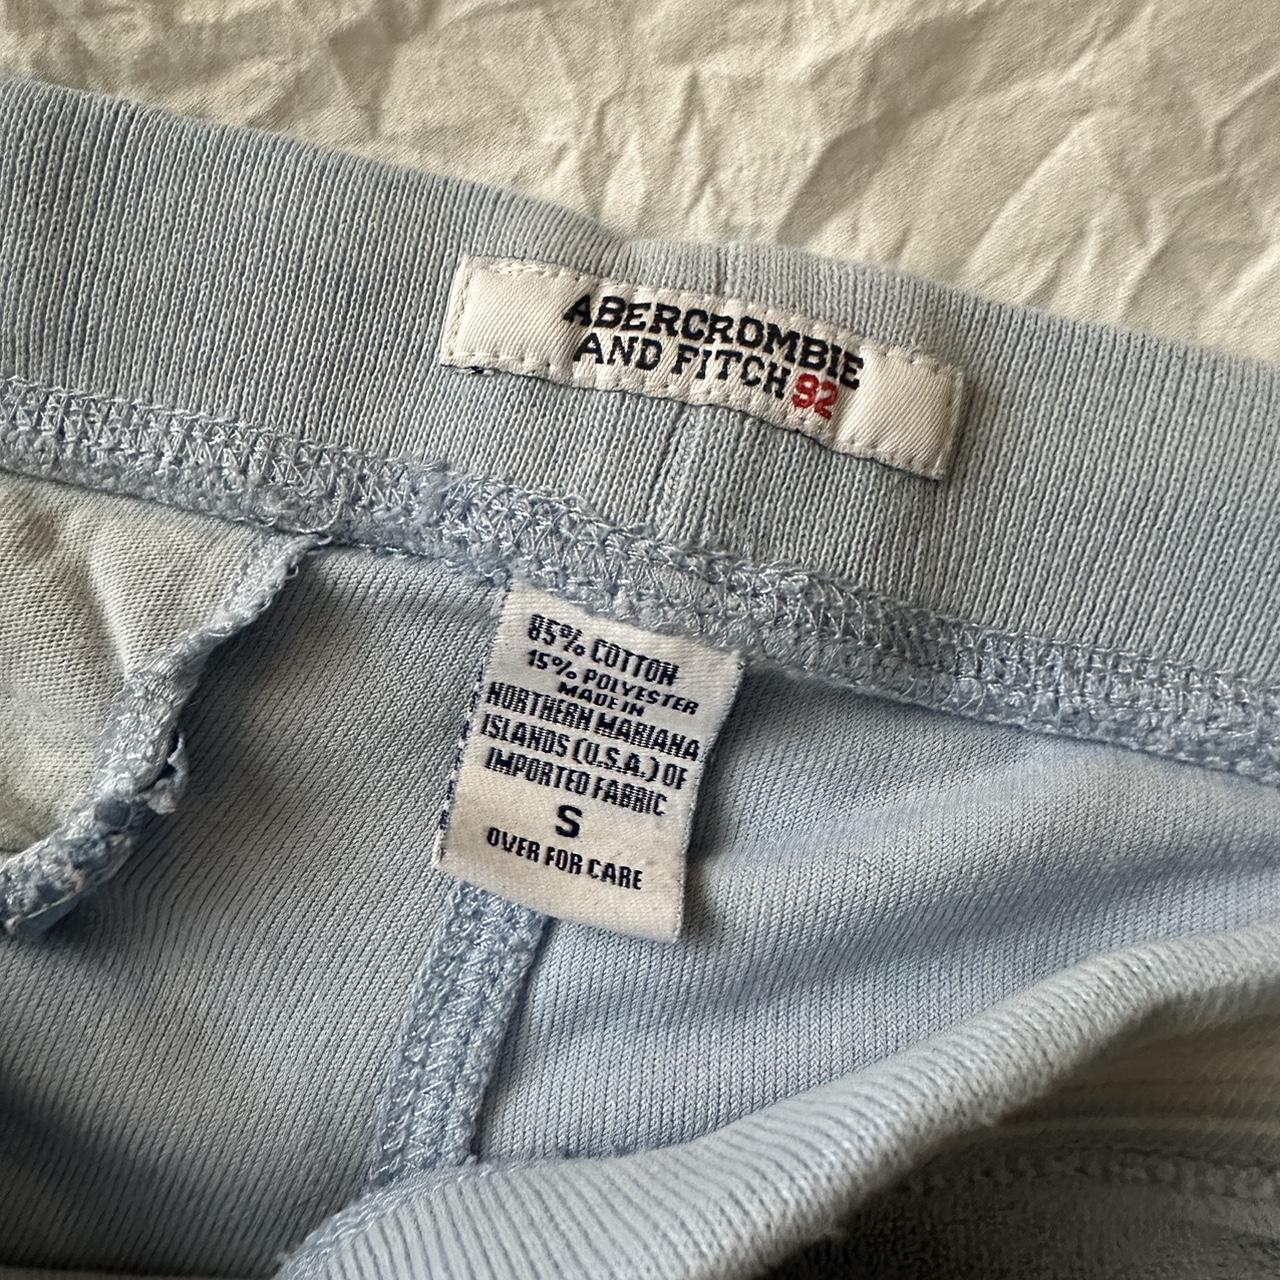 ABERCROMBIE
AND FITCH 92
85% COTTON
15% POLYESTER
MADE IN
NORTHERN MARIANA
ISLANDS (U.S.A.) OF
IMPORTED FABRIC
S
OVER FOR CARE